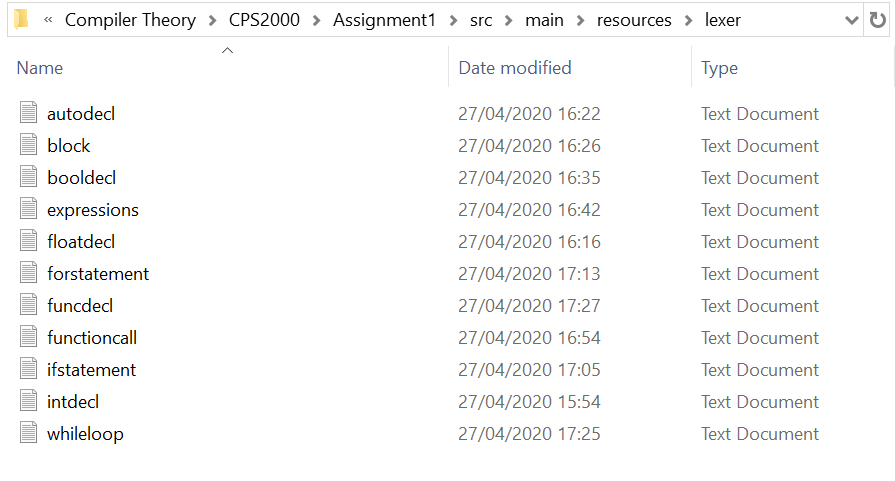 « Compiler Theory > CPS2000 > Assignment1 > src > main > resources > lexer
Name Date modified Type
autodecl 27/04/2020 16:22 Text Document
block 27/04/2020 16:26 Text Document
booldecl 27/04/2020 16:35 Text Document
expressions 27/04/2020 16:42 Text Document
floatdecl 27/04/2020 16:16 Text Document
forstatement 27/04/2020 17:13 Text Document
funcdecl 27/04/2020 17:27 Text Document
functioncall 27/04/2020 16:54 Text Document
ifstatement 27/04/2020 17:05 Text Document
intdecl 27/04/2020 15:54 Text Document
whileloop 27/04/2020 17:25 Text Document